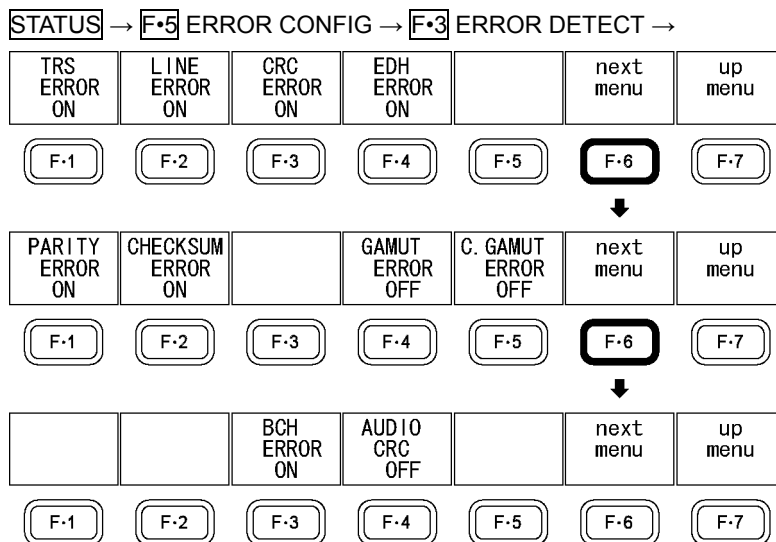 STATUS → F•5 ERROR CONFIG → F•3 ERROR DETECT →
TRS ERROR ON
LINE ERROR ON
CRC ERROR ON
EDH ERROR ON
next menu
up menu
F·1 F·2 F·3 F·4 F·5 F·6 F·7
PARITY ERROR ON
CHECKSUM ERROR ON
GAMUT ERROR OFF
C.GAMUT ERROR OFF
next menu
up menu
F·1 F·2 F·3 F·4 F·5 F·6 F·7
BCH ERROR ON
AUDIO CRC OFF
next menu
up menu
F·1 F·2 F·3 F·4 F·5 F·6 F·7